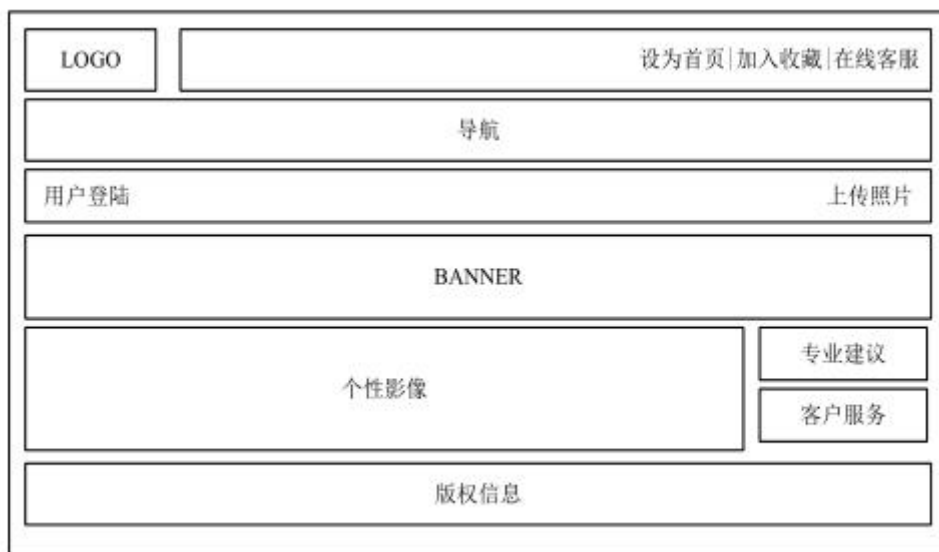 LOGO
设为首页|加入收藏|在线客服
导航
用户登陆
上传照片
BANNER
个性影像
专业建议
客户服务
版权信息